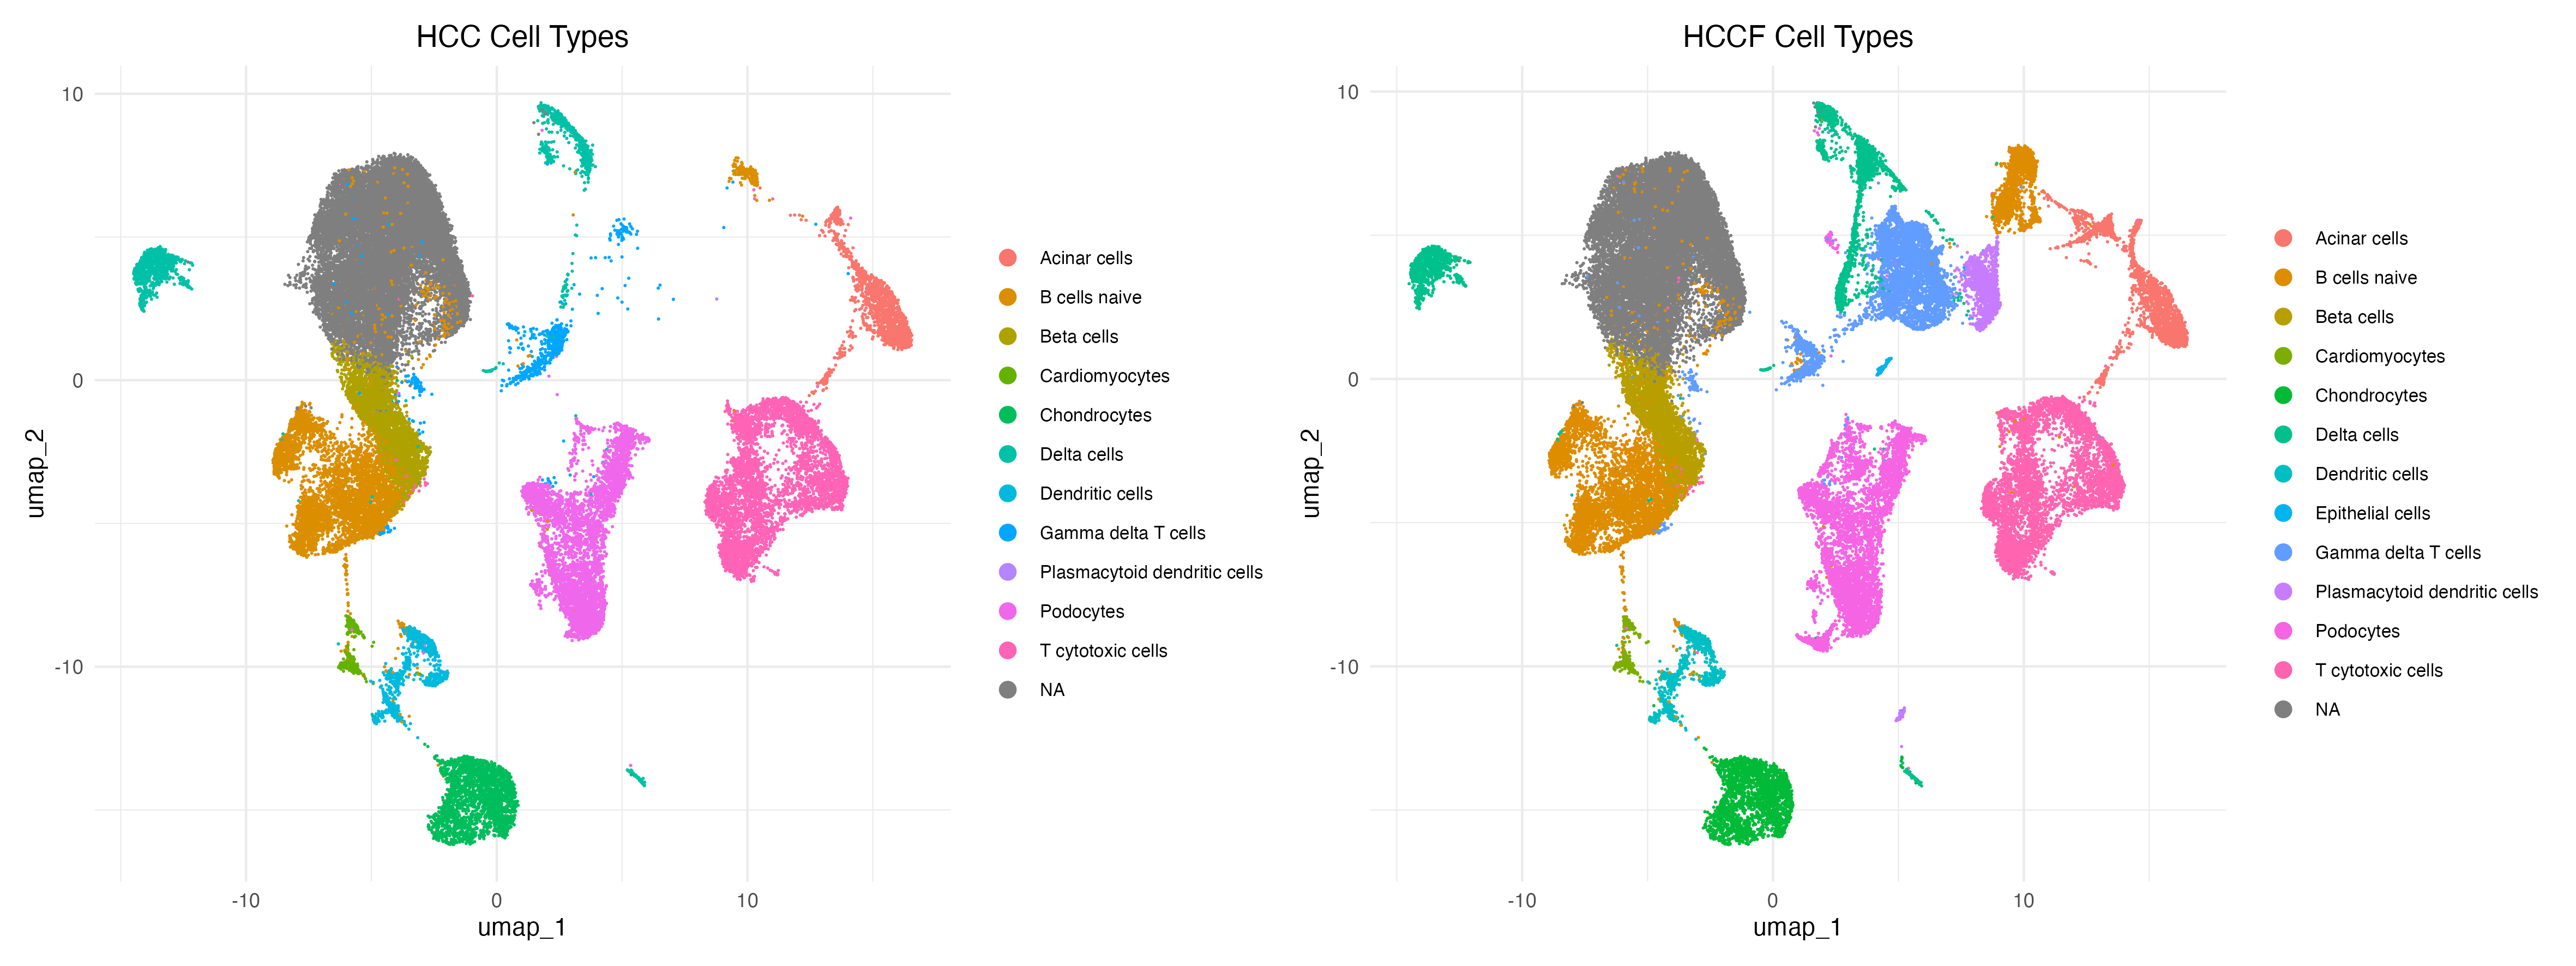 HCC Cell Types
10
0
-10
umap_2
-10
0
10
umap_1
Acinar cells
B cells naive
Beta cells
Cardiomyocytes
Chondrocytes
Delta cells
Dendritic cells
Gamma delta T cells
Plasmacytoid dendritic cells
Podocytes
T cytotoxic cells
NA
HCCF Cell Types
10
0
-10
umap_2
-10
0
10
umap_1
Acinar cells
B cells naive
Beta cells
Cardiomyocytes
Chondrocytes
Delta cells
Dendritic cells
Epithelial cells
Gamma delta T cells
Plasmacytoid dendritic cells
Podocytes
T cytotoxic cells
NA